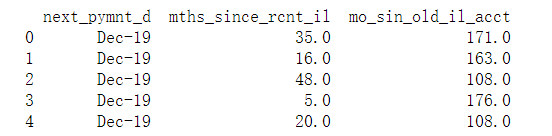 next_pymnt_d mths_since_rcnt_il mo_sin_old_il_acct
0 Dec-19 35.0 171.0
1 Dec-19 16.0 163.0
2 Dec-19 48.0 108.0
3 Dec-19 5.0 176.0
4 Dec-19 20.0 108.0